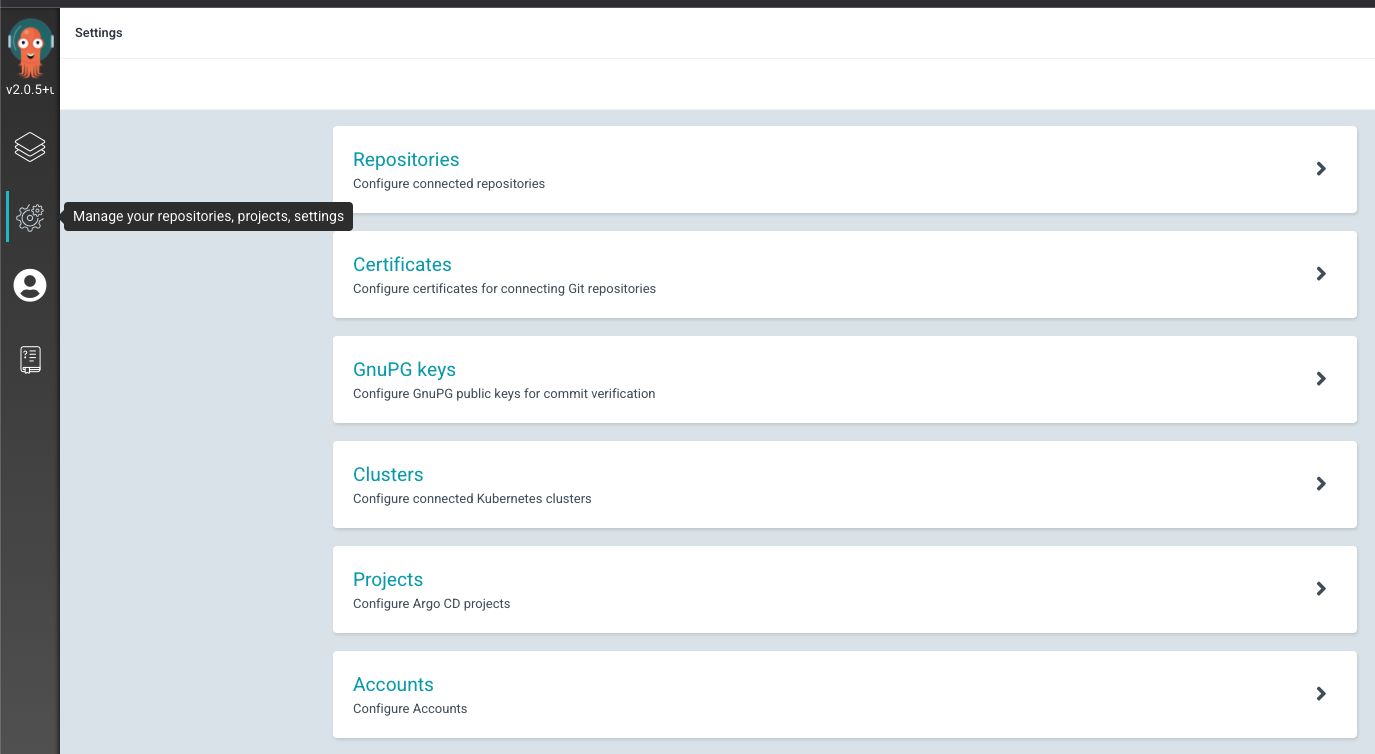 Settings
v2.0.5+u
Repositories
Configure connected repositories
Manage your repositories, projects, settings
Certificates
Configure certificates for connecting Git repositories
GnuPG keys
Configure GnuPG public keys for commit verification
Clusters
Configure connected Kubernetes clusters
Projects
Configure Argo CD projects
Accounts
Configure Accounts